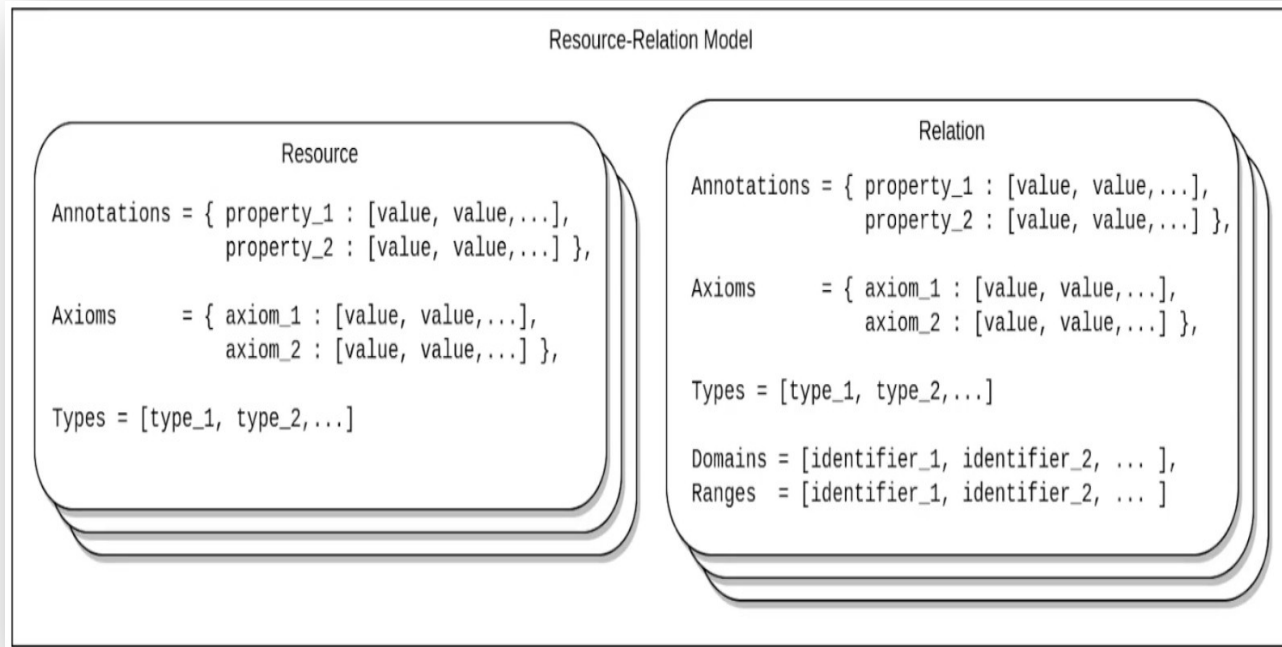 Resource-Relation Model
Resource
Annotations = { property_1 : [value, value,...],
property_2 : [value, value,...] },
Axioms = { axiom_1 : [value, value,...],
axiom_2 : [value, value,...] },
Types = [type_1, type_2,...]
Relation
Annotations = { property_1 : [value, value,...],
property_2 : [value, value,...] },
Axioms = { axiom_1 : [value, value,...],
axiom_2 : [value, value,...] },
Types = [type_1, type_2,...]
Domains = [identifier_1, identifier_2, ... ],
Ranges = [identifier_1, identifier_2, ... ]